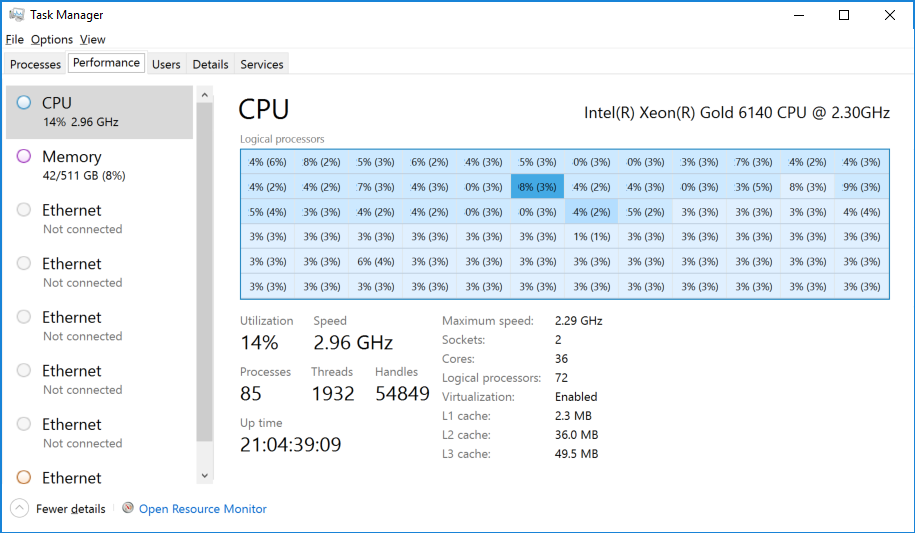 Task Manager
File Options View
Processes Performance Users Details Services
CPU
14% 2.96 GHz
Memory
42/511 GB (8%)
Ethernet
Not connected
Ethernet
Not connected
Ethernet
Not connected
Ethernet
Not connected
Ethernet
Not connected
Ethernet
CPU
Intel(R) Xeon(R) Gold 6140 CPU @ 2.30GHz
Logical processors
4% (6%) 8% (2%) 5% (3%) 6% (2%) 4% (3%) 5% (3%) 0% (3%) 0% (3%) 3% (3%) 7% (3%) 4% (2%) 4% (3%)
4% (2%) 4% (2%) 7% (3%) 4% (3%) 0% (3%) 8% (3%) 4% (2%) 4% (3%) 0% (3%) 3% (5%) 8% (3%) 9% (3%)
5% (4%) 3% (3%) 4% (2%) 4% (2%) 0% (3%) 0% (3%) 4% (2%) 5% (2%) 3% (3%) 3% (3%) 3% (3%) 4% (4%)
3% (3%) 3% (3%) 3% (3%) 3% (3%) 3% (3%) 3% (3%) 1% (1%) 3% (3%) 3% (3%) 3% (3%) 3% (3%) 3% (3%)
3% (3%) 3% (3%) 6% (4%) 3% (3%) 3% (3%) 3% (3%) 3% (3%) 3% (3%) 3% (3%) 3% (3%) 3% (3%) 3% (3%)
3% (3%) 3% (3%) 3% (3%) 3% (3%) 3% (3%) 3% (3%) 3% (3%) 3% (3%) 3% (3%) 3% (3%) 3% (3%) 3% (3%)
Utilization Speed
14% 2.96 GHz
Processes Threads Handles
85 1932 54849
Up time
21:04:39:09
Maximum speed: 2.29 GHz
Sockets: 2
Cores: 36
Logical processors: 72
Virtualization: Enabled
L1 cache: 2.3 MB
L2 cache: 36.0 MB
L3 cache: 49.5 MB
Fewer details Open Resource Monitor